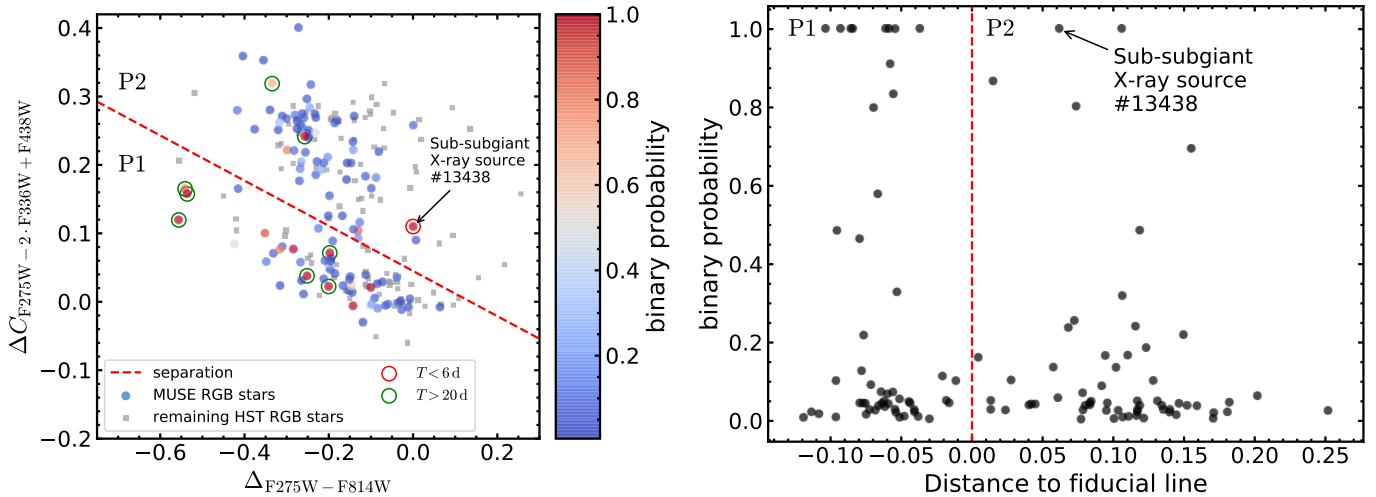 0.4
0.3
0.2
0.1
0.0
−0.1
−0.2
ΔC_F275W − 2 · F336W + F438W
P2
P1
Sub-subgiant
X-ray source
#13438
separation
MUSE RGB stars
remaining HST RGB stars
T < 6 d
T > 20 d
−0.6 −0.4 −0.2 0.0 0.2
Δ_F275W − F814W
1.0
0.8
0.6
0.4
0.2
binary probability
1.0
0.8
0.6
0.4
0.2
0.0
binary probability
P1
P2
Sub-subgiant
X-ray source
#13438
−0.10 −0.05 0.00 0.05 0.10 0.15 0.20 0.25
Distance to fiducial line